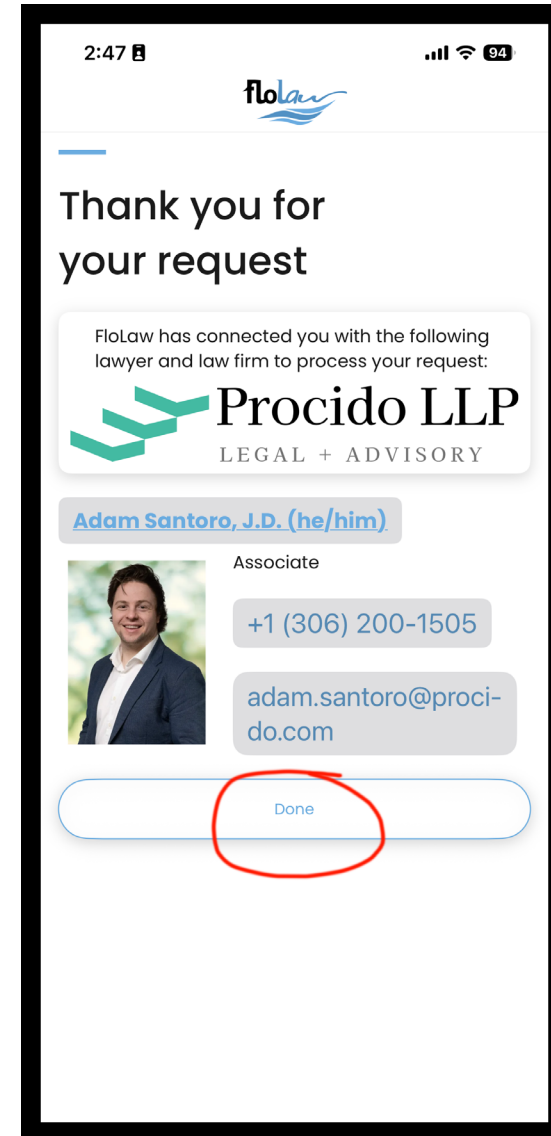 2:47
94
flolaw
Thank you for
your request
FloLaw has connected you with the following
lawyer and law firm to process your request:
Procido LLP
LEGAL + ADVISORY
Adam Santoro, J.D. (he/him)
Associate
+1 (306) 200-1505
adam.santoro@proci-
do.com
Done